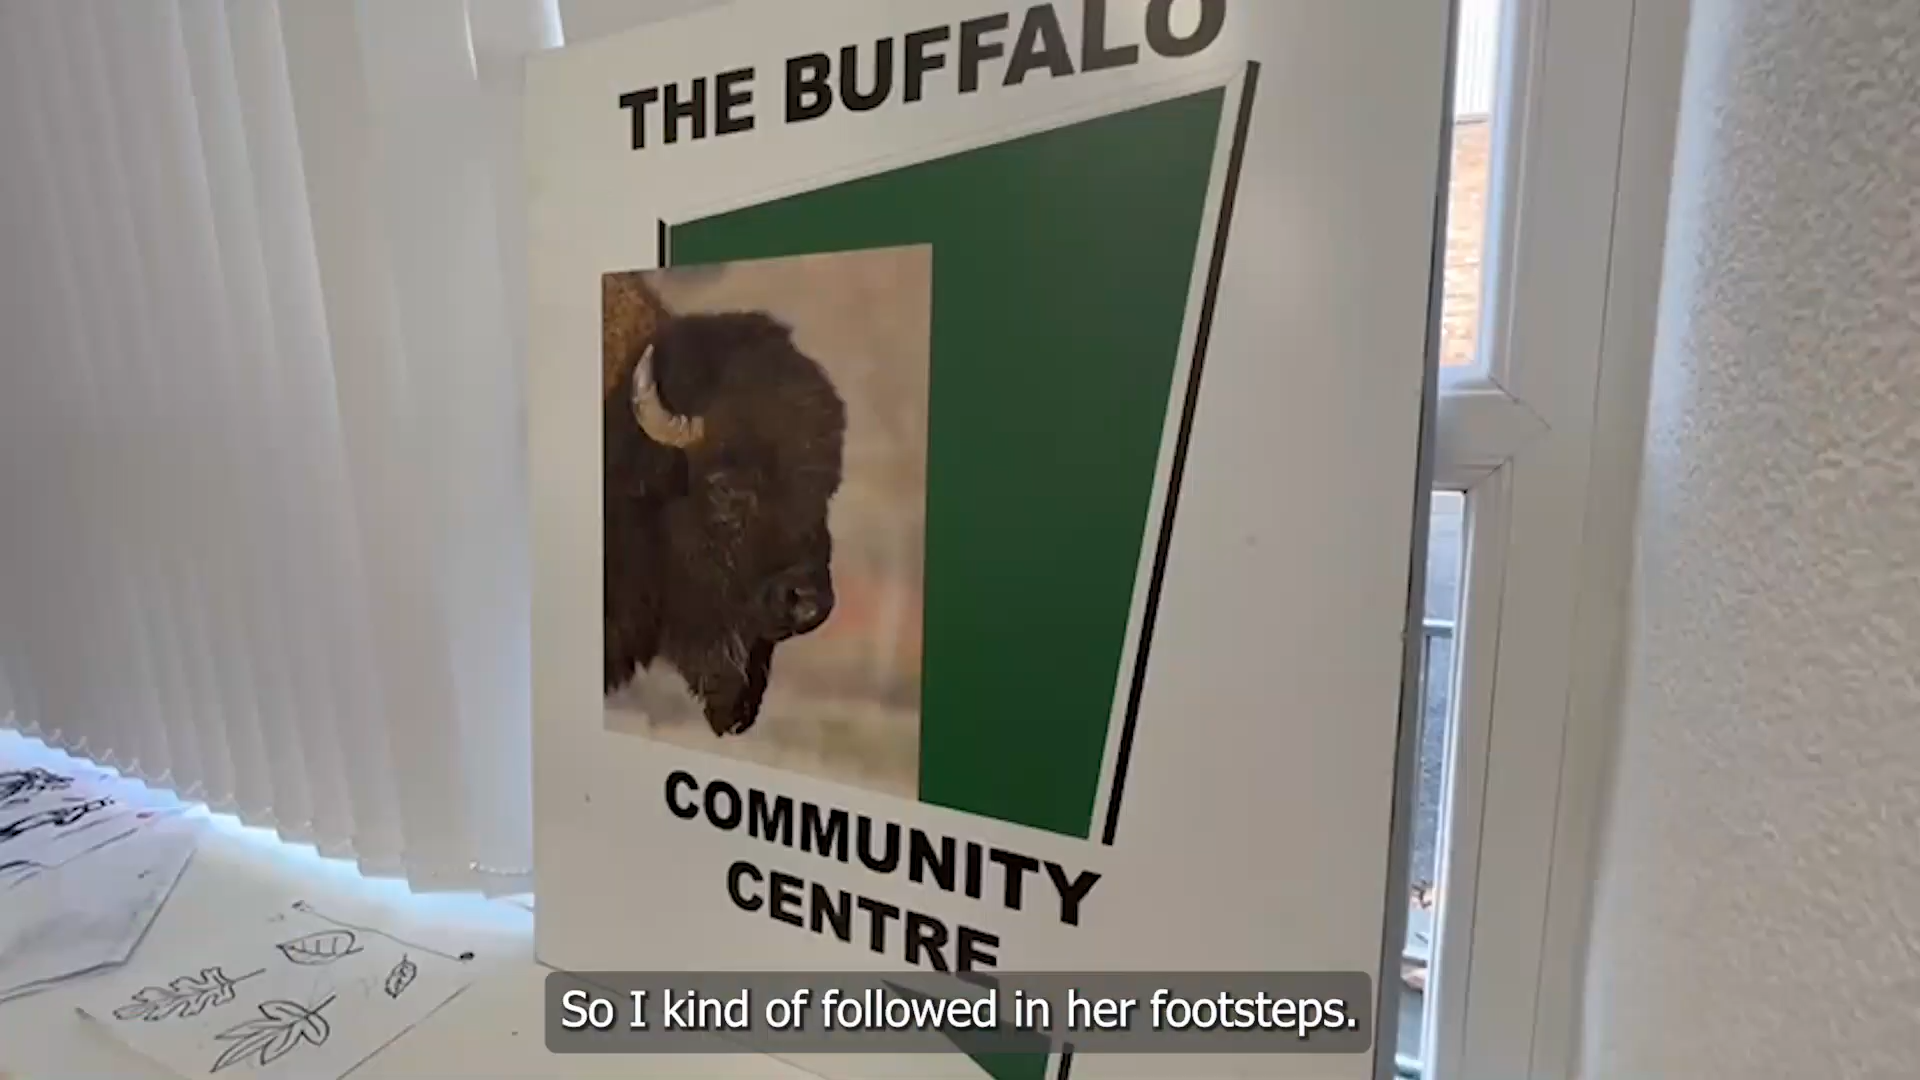 THE BUFFALO
COMMUNITY
CENTRE
So I kind of followed in her footsteps.